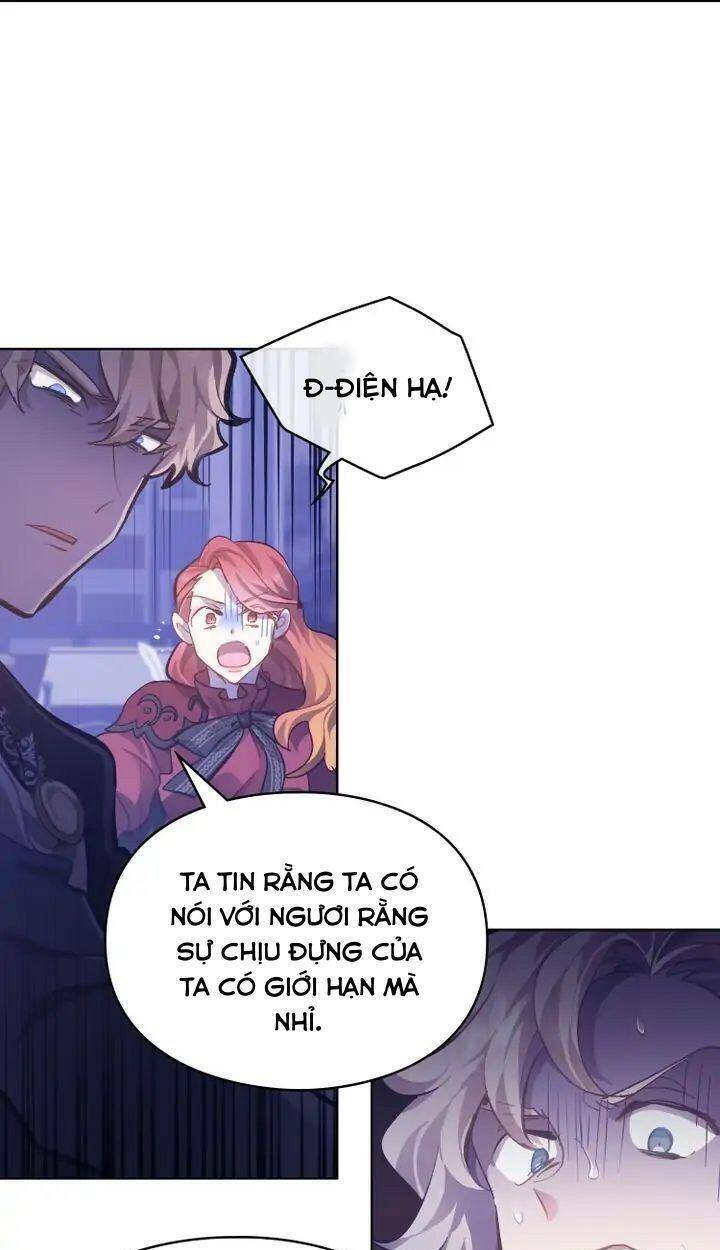 Đ-ĐIỆN HẠ!
TA TIN RẰNG TA CÓ
NÓI VỚI NGƯƠI RẰNG
SỰ CHỊU ĐỰNG CỦA
TA CÓ GIỚI HẠN MÀ
NHỈ.